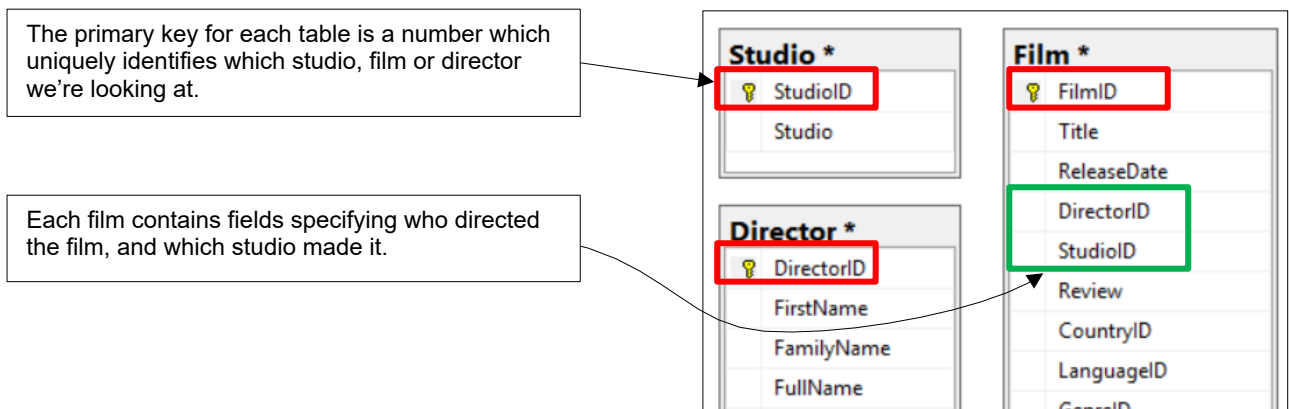 The primary key for each table is a number which
uniquely identifies which studio, film or director
we're looking at.
Each film contains fields specifying who directed
the film, and which studio made it.
Studio *
StudioID
Studio
Director *
DirectorID
FirstName
FamilyName
FullName
Film *
FilmID
Title
ReleaseDate
DirectorID
StudioID
Review
CountryID
LanguageID